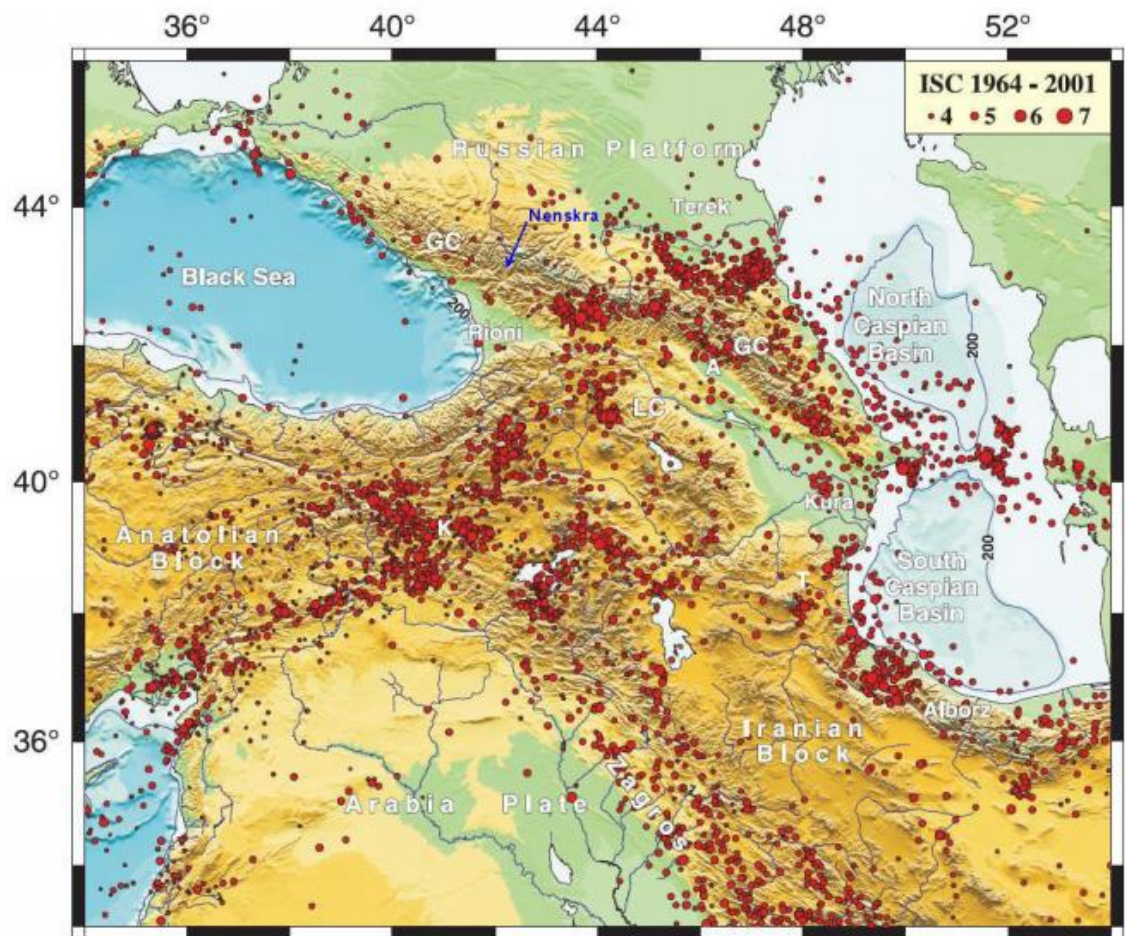 36° 40° 44° 48° 52°
ISC 1964 - 2001
4 5 6 7
Russian Platform
44°
Terek
Nenskra
GC
Black Sea
200
North
Caspian
Basin
200
Rioni
GC
A
LC
40°
Kura
K
Anatolian
Block
200
South
Caspian
Basin
T
Alborz
36°
Iranian
Block
Zagros
Arabia Plate